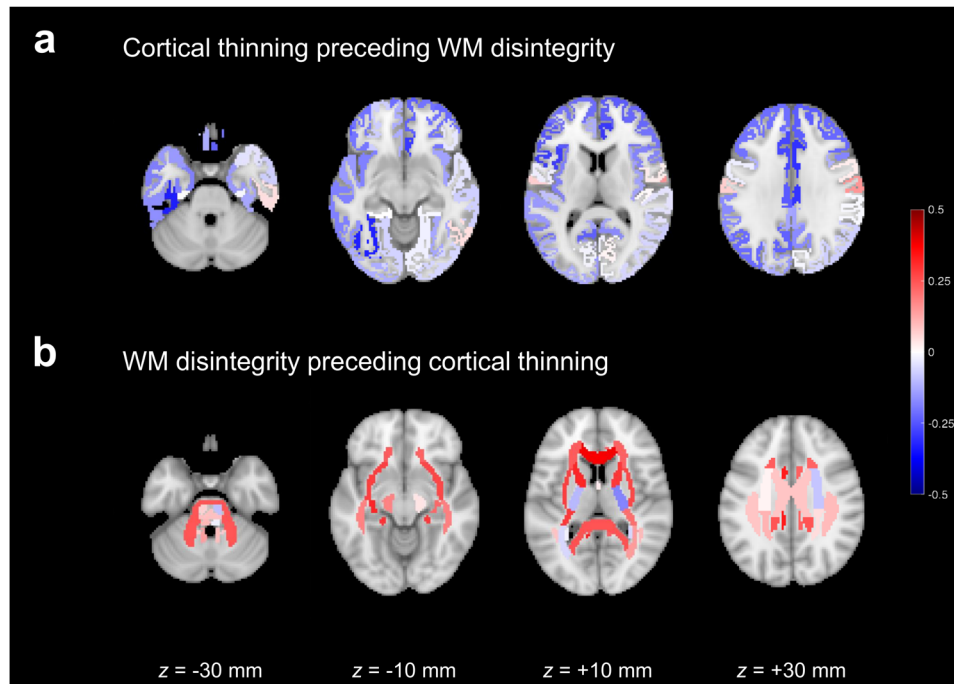 a
Cortical thinning preceding WM disintegrity
0.5
0.25
0
-0.25
-0.5
b
WM disintegrity preceding cortical thinning
z = -30 mm
z = -10 mm
z = +10 mm
z = +30 mm